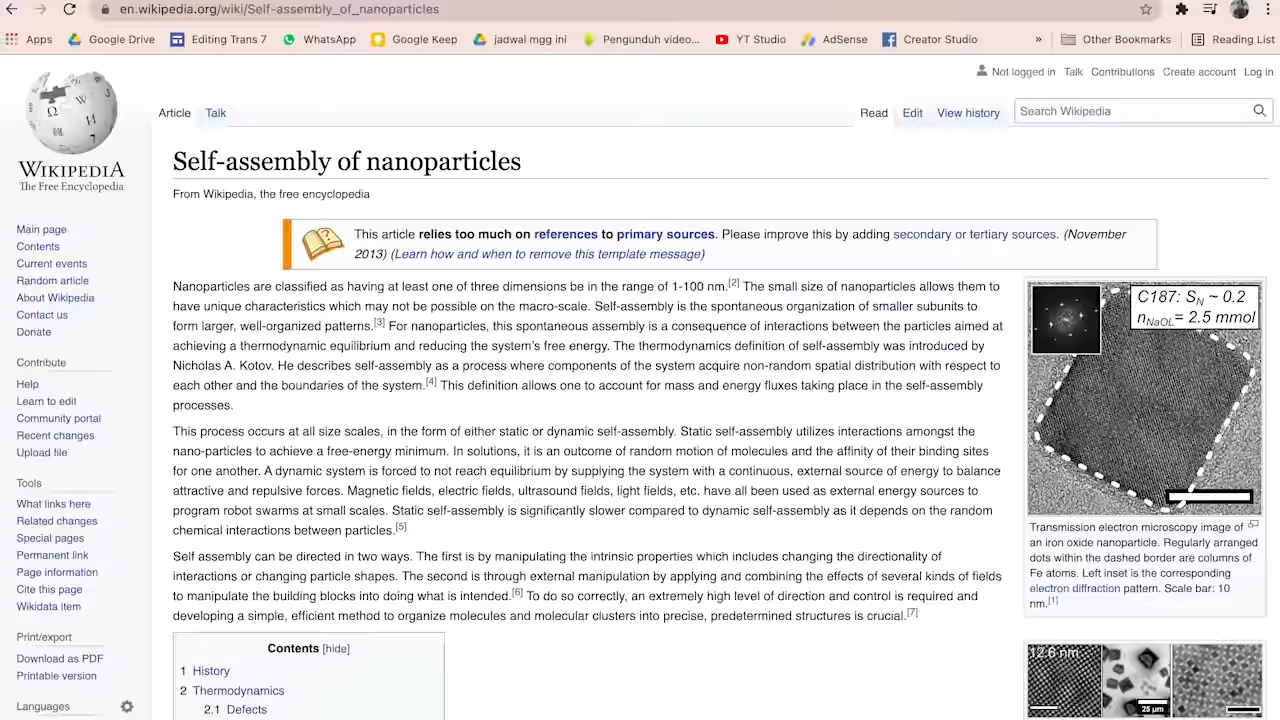 en.wikipedia.org/wiki/Self-assembly_of_nanoparticles
Apps Google Drive Editing Trans 7 WhatsApp Google Keep jadwal mgg ini Pengunduh video... YT Studio AdSense Creator Studio » Other Bookmarks Reading List
Not logged in Talk Contributions Create account Log in
Article Talk Read Edit View history Search Wikipedia
WIKIPEDIA
The Free Encyclopedia
Main page
Contents
Current events
Random article
About Wikipedia
Contact us
Donate
Contribute
Help
Learn to edit
Community portal
Recent changes
Upload file
Tools
What links here
Related changes
Special pages
Permanent link
Page information
Cite this page
Wikidata item
Print/export
Download as PDF
Printable version
Languages
Self-assembly of nanoparticles
From Wikipedia, the free encyclopedia
This article relies too much on references to primary sources. Please improve this by adding secondary or tertiary sources. (November
2013) (Learn how and when to remove this template message)
Nanoparticles are classified as having at least one of three dimensions be in the range of 1-100 nm.[2] The small size of nanoparticles allows them to
have unique characteristics which may not be possible on the macro-scale. Self-assembly is the spontaneous organization of smaller subunits to
form larger, well-organized patterns.[3] For nanoparticles, this spontaneous assembly is a consequence of interactions between the particles aimed at
achieving a thermodynamic equilibrium and reducing the system's free energy. The thermodynamics definition of self-assembly was introduced by
Nicholas A. Kotov. He describes self-assembly as a process where components of the system acquire non-random spatial distribution with respect to
each other and the boundaries of the system.[4] This definition allows one to account for mass and energy fluxes taking place in the self-assembly
processes.
This process occurs at all size scales, in the form of either static or dynamic self-assembly. Static self-assembly utilizes interactions amongst the
nano-particles to achieve a free-energy minimum. In solutions, it is an outcome of random motion of molecules and the affinity of their binding sites
for one another. A dynamic system is forced to not reach equilibrium by supplying the system with a continuous, external source of energy to balance
attractive and repulsive forces. Magnetic fields, electric fields, ultrasound fields, light fields, etc. have all been used as external energy sources to
program robot swarms at small scales. Static self-assembly is significantly slower compared to dynamic self-assembly as it depends on the random
chemical interactions between particles.[5]
Self assembly can be directed in two ways. The first is by manipulating the intrinsic properties which includes changing the directionality of
interactions or changing particle shapes. The second is through external manipulation by applying and combining the effects of several kinds of fields
to manipulate the building blocks into doing what is intended.[6] To do so correctly, an extremely high level of direction and control is required and
developing a simple, efficient method to organize molecules and molecular clusters into precise, predetermined structures is crucial.[7]
Contents [hide]
1 History
2 Thermodynamics
2.1 Defects
C187: SN ~ 0.2
nNaOL= 2.5 mmol
Transmission electron microscopy image of
an iron oxide nanoparticle. Regularly arranged
dots within the dashed border are columns of
Fe atoms. Left inset is the corresponding
electron diffraction pattern. Scale bar: 10
nm.[1]
12.6 nm
25 μm